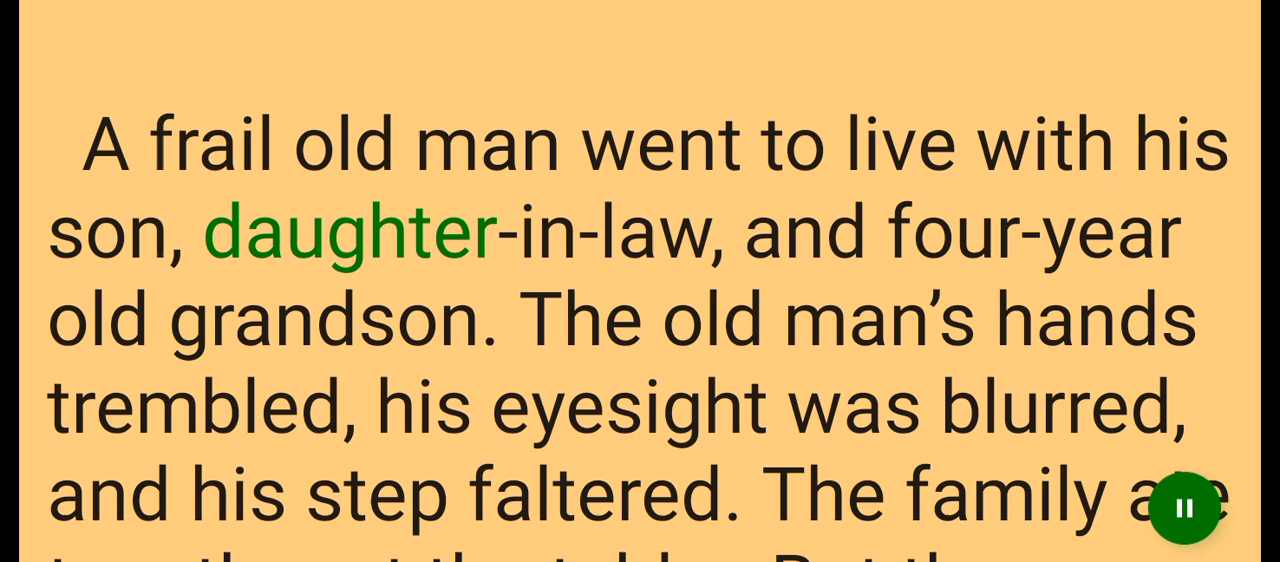 A frail old man went to live with his
son, daughter-in-law, and four-year
old grandson. The old man’s hands
trembled, his eyesight was blurred,
and his step faltered. The family